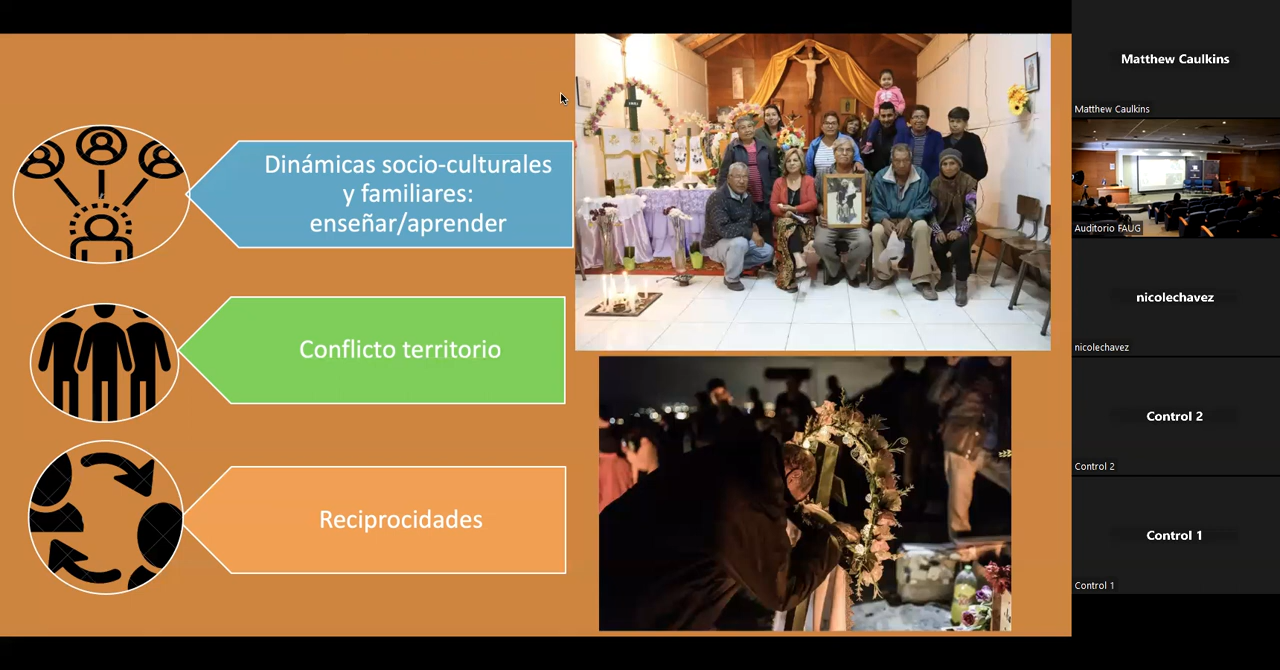 Dinámicas socio-culturales
y familiares:
enseñar/aprender
Conflicto territorio
Reciprocidades
Matthew Caulkins
Matthew Caulkins
Auditorio FAUG
nicolechavez
nicolechavez
Control 2
Control 2
Control 1
Control 1